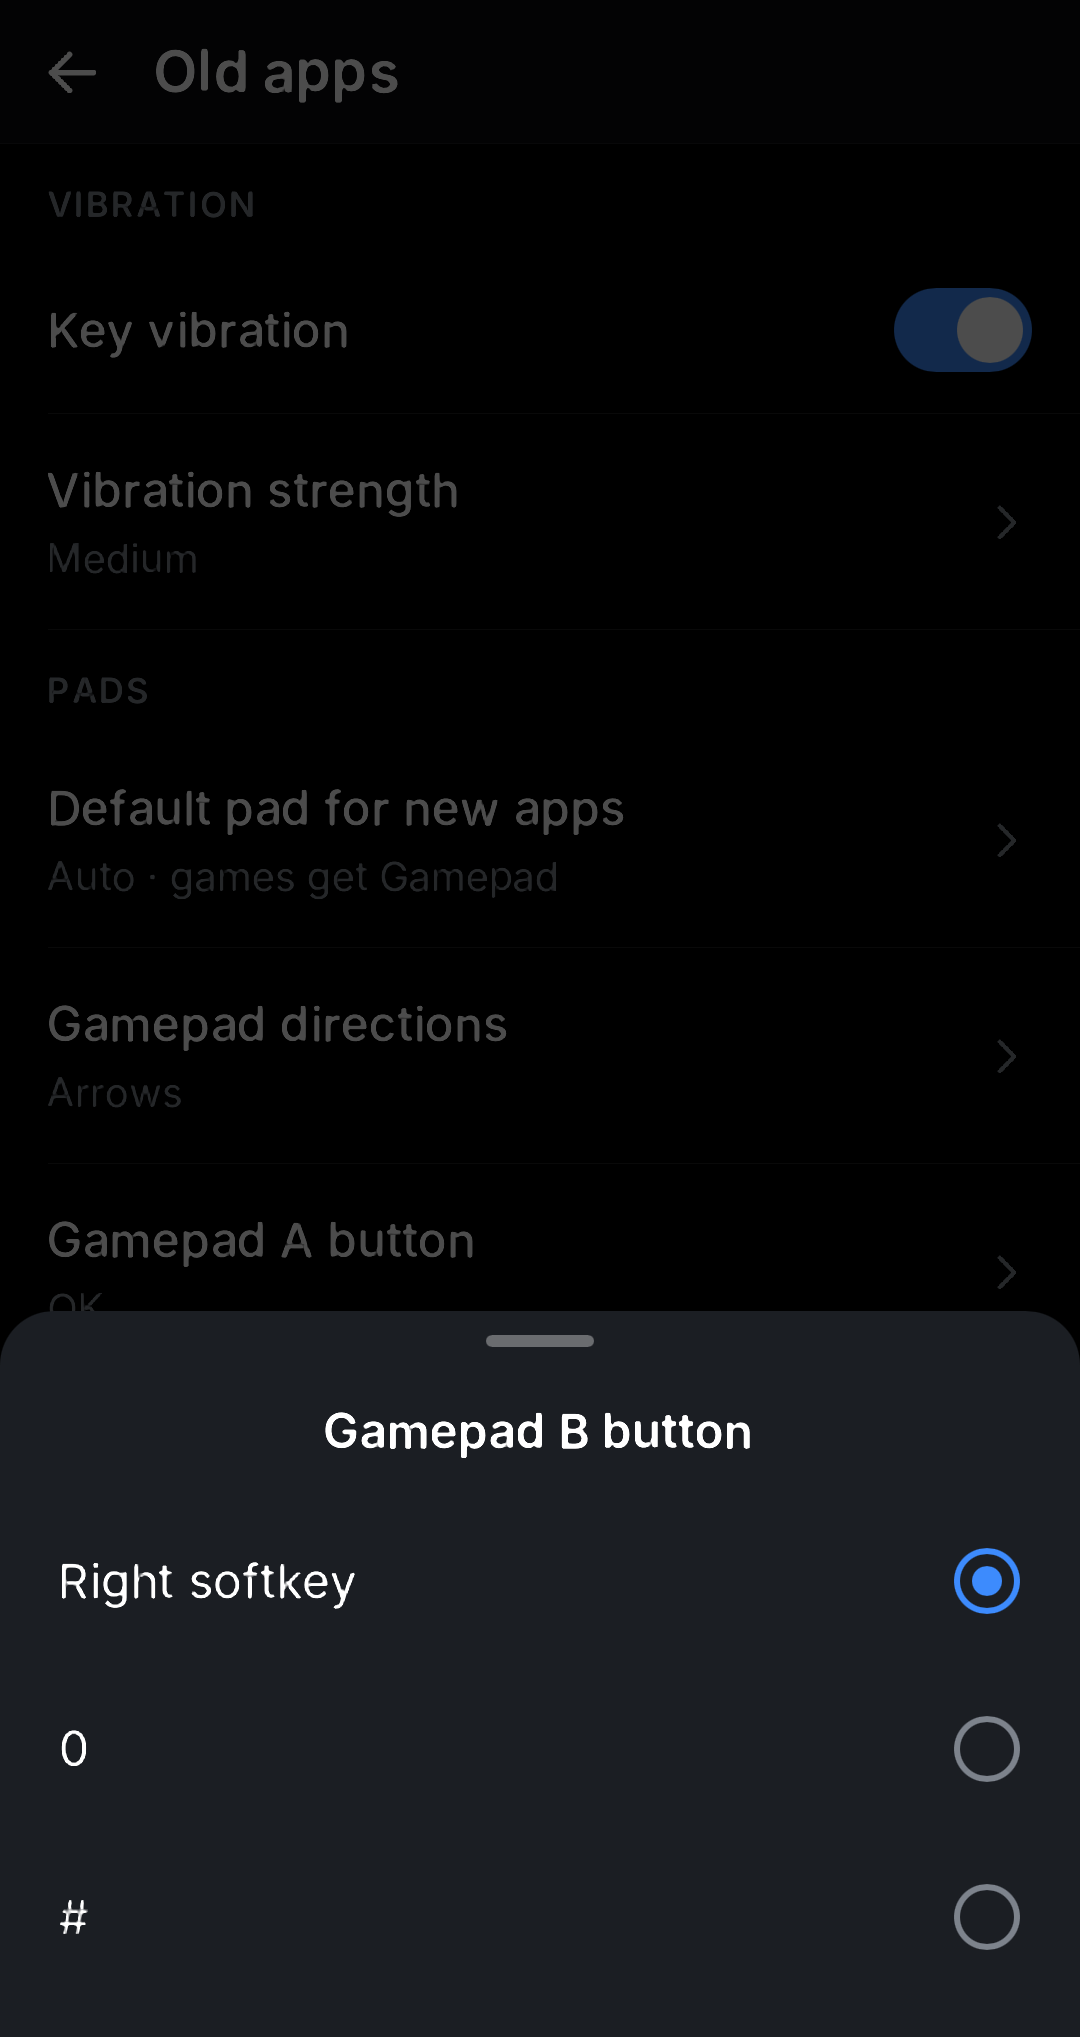 Old apps
VIBRATION
Key vibration
Vibration strength
Medium
PADS
Default pad for new apps
Auto · games get Gamepad
Gamepad directions
Arrows
Gamepad A button
OK
Gamepad B button
Right softkey
0
#